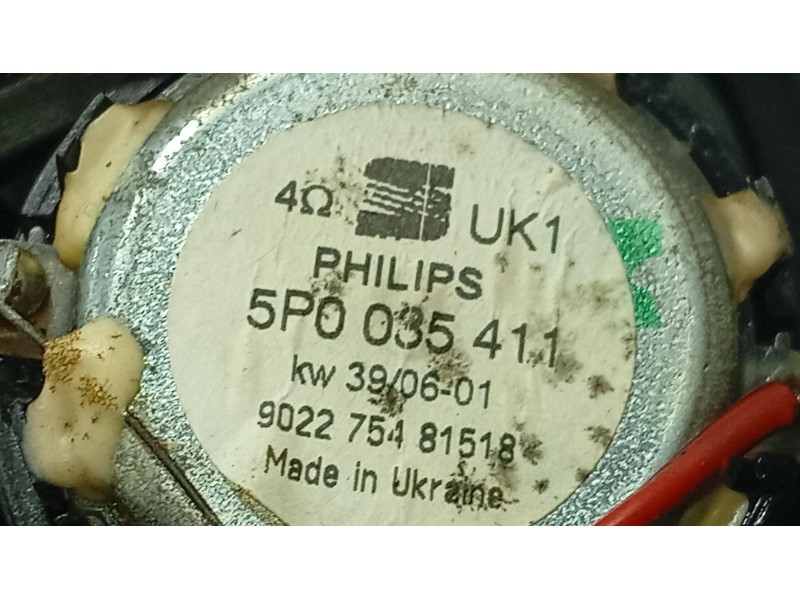 4Ω UK1
PHILIPS
5P0 035 411
kw 39/06-01
9022 754 81518
Made in Ukraine